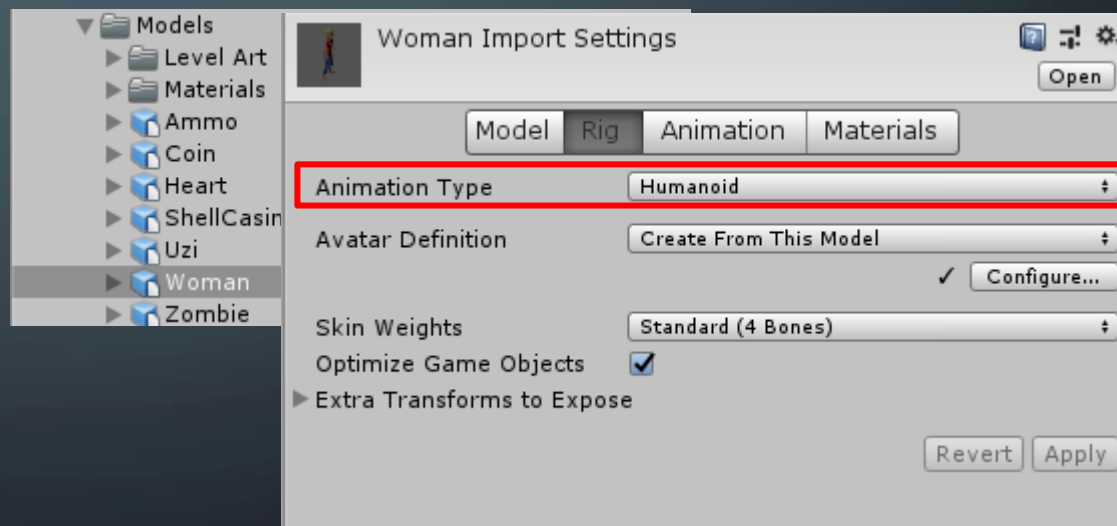 Models
Level Art
Materials
Ammo
Coin
Heart
ShellCasin
Uzi
Woman
Zombie
Woman Import Settings
Open
Model Rig Animation Materials
Animation Type Humanoid
Avatar Definition Create From This Model
Configure...
Skin Weights Standard (4 Bones)
Optimize Game Objects
Extra Transforms to Expose
Revert Apply